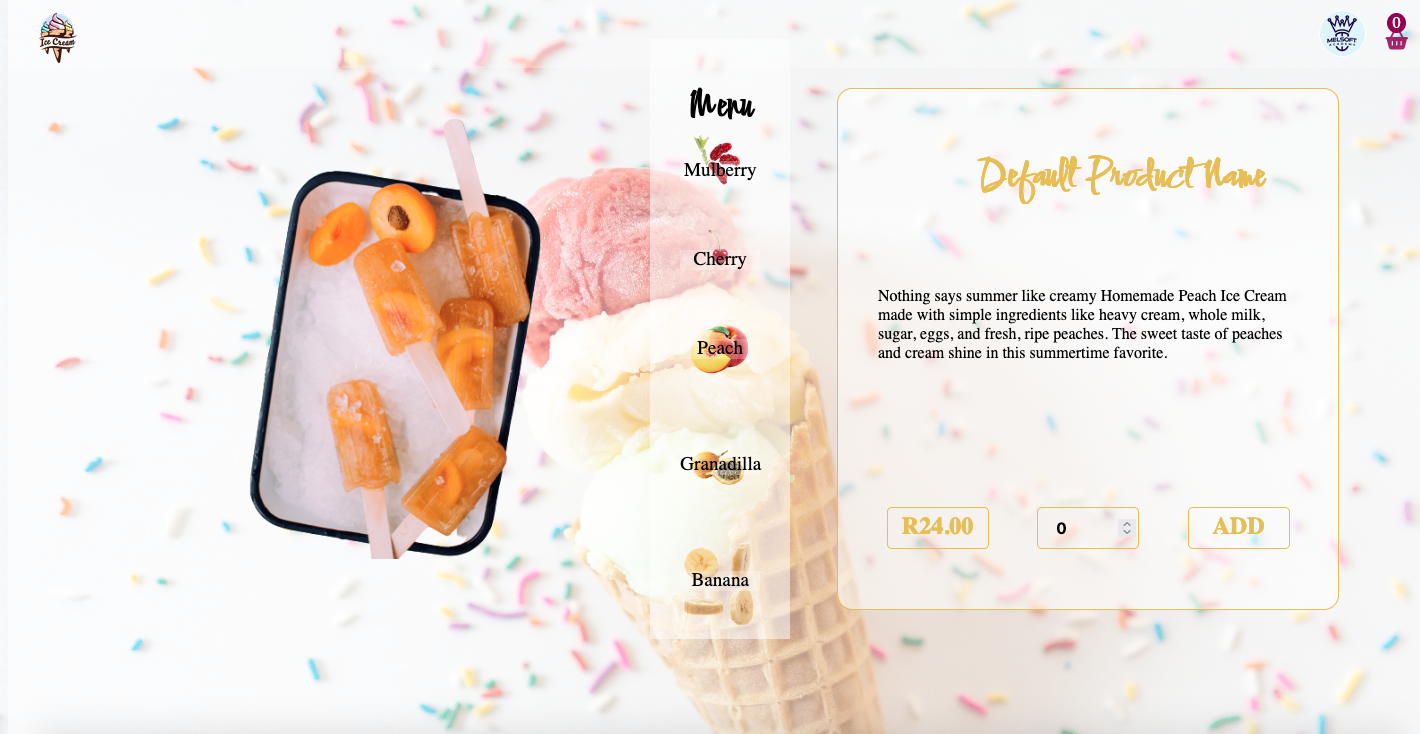 Ice Cream
MELSOFT
ACADEMY
0
Menu
Mulberry
Cherry
Peach
Granadilla
Banana
Default Product Name
Nothing says summer like creamy Homemade Peach Ice Cream
made with simple ingredients like heavy cream, whole milk,
sugar, eggs, and fresh, ripe peaches. The sweet taste of peaches
and cream shine in this summertime favorite.
R24.00
0
ADD